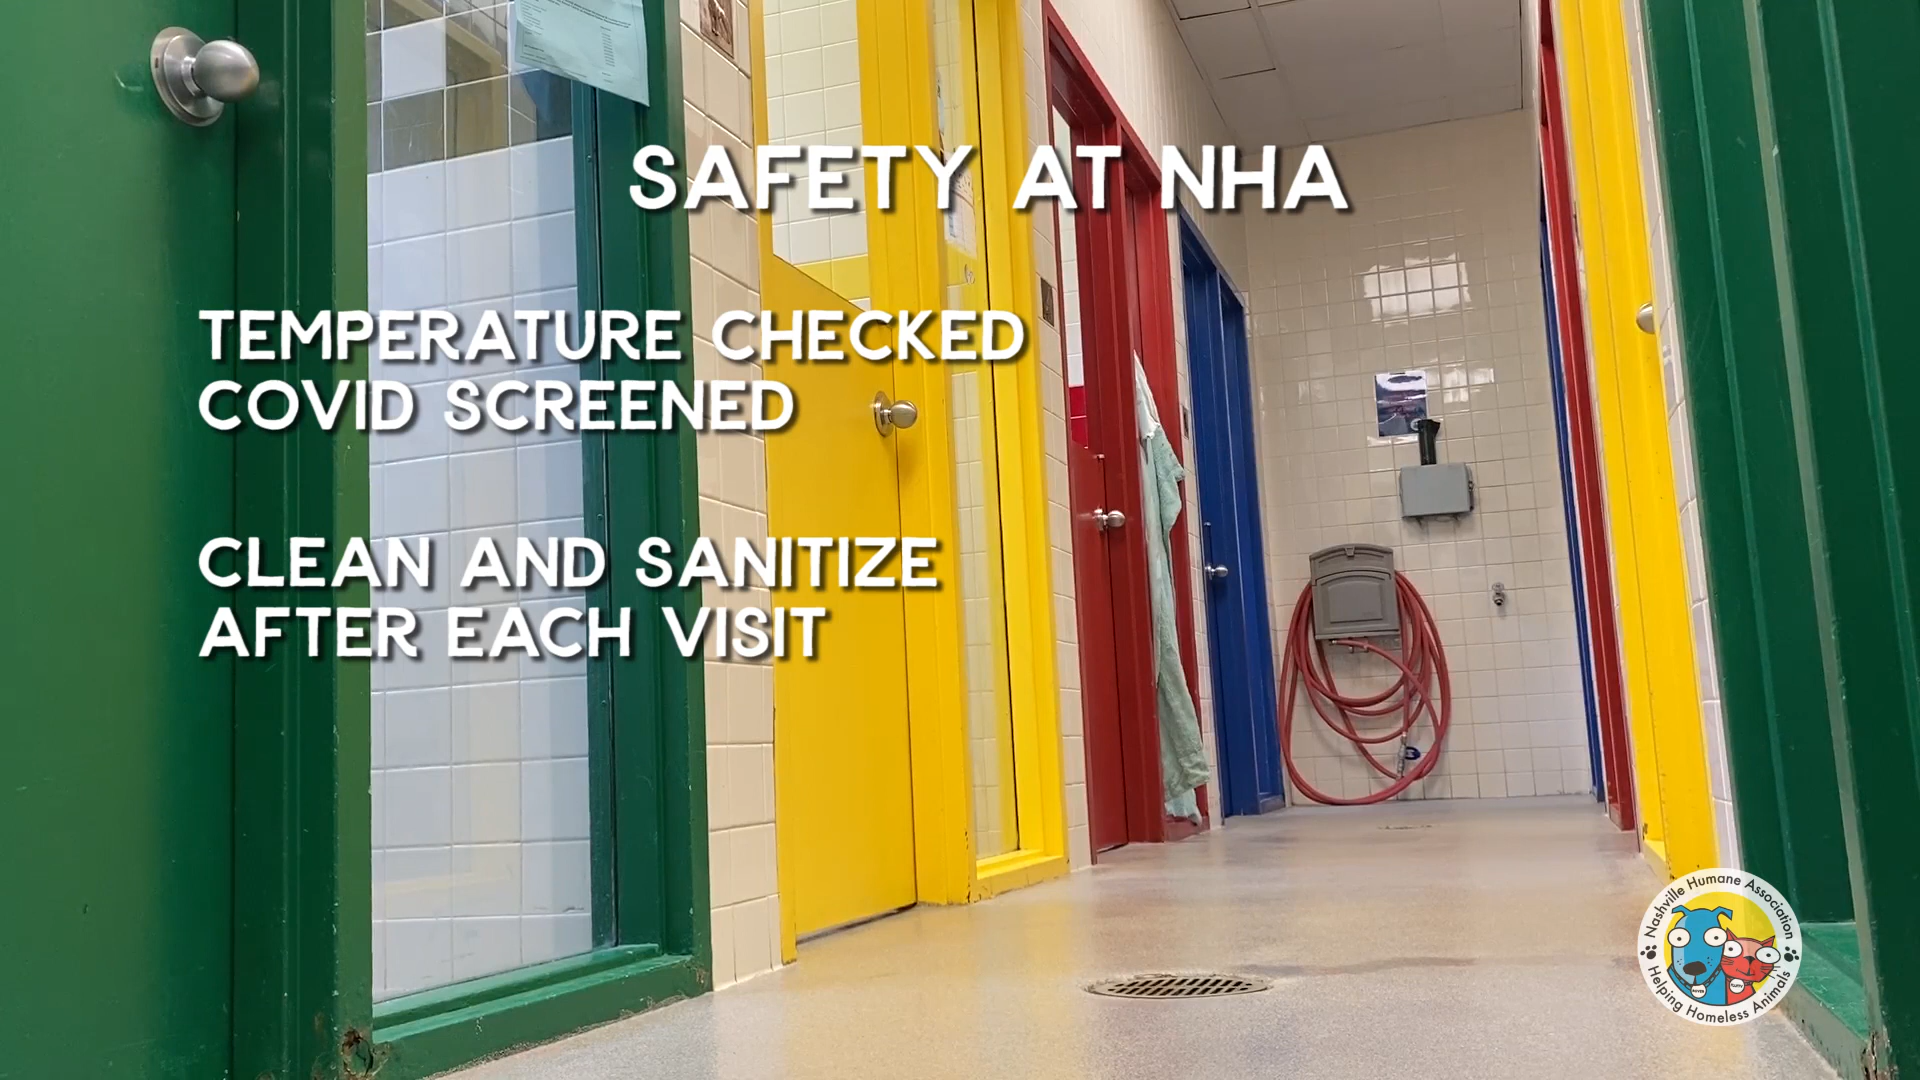 SAFETY AT NHA
TEMPERATURE CHECKED
COVID SCREENED
CLEAN AND SANITIZE
AFTER EACH VISIT
Nashville Humane Association
Helping Homeless Animals